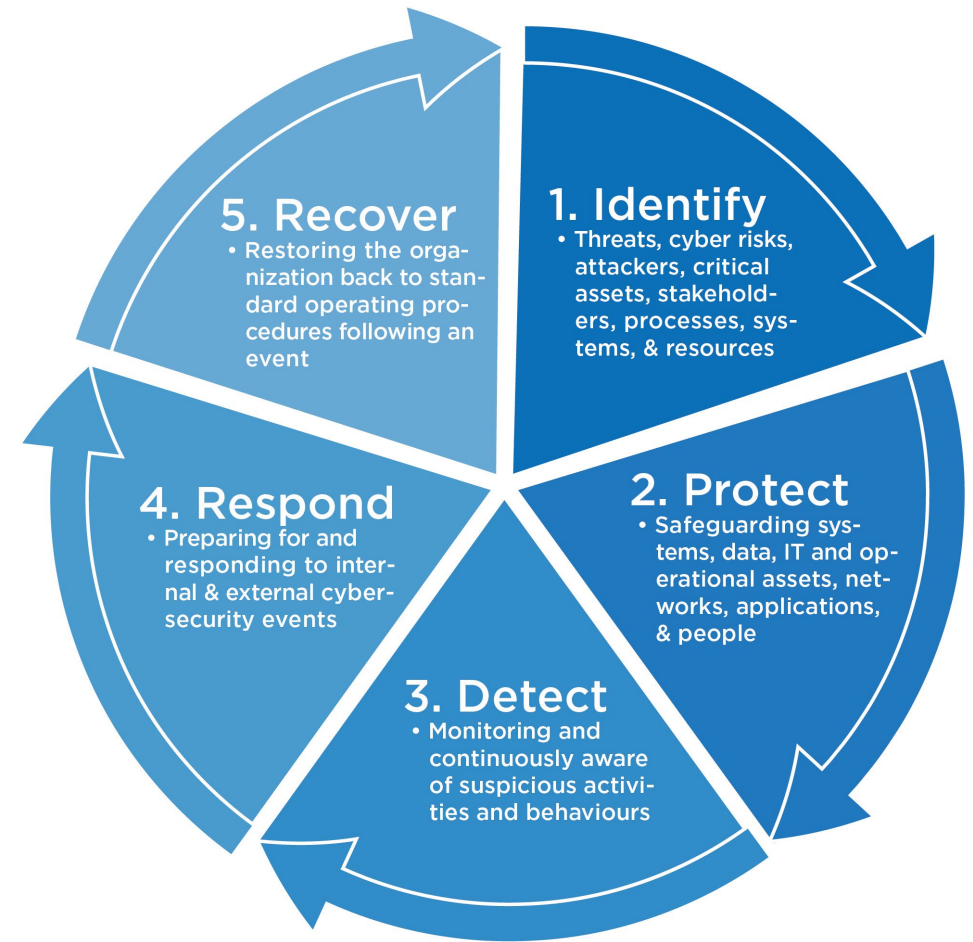 1. Identify
• Threats, cyber risks,
attackers, critical
assets, stakehold-
ers, processes, sys-
tems, & resources
2. Protect
• Safeguarding sys-
tems, data, IT and op-
erational assets, net-
works, applications,
& people
3. Detect
• Monitoring and
continuously aware
of suspicious activi-
ties and behaviours
4. Respond
• Preparing for and
responding to inter-
nal & external cyber-
security events
5. Recover
• Restoring the orga-
nization back to stan-
dard operating pro-
cedures following an
event